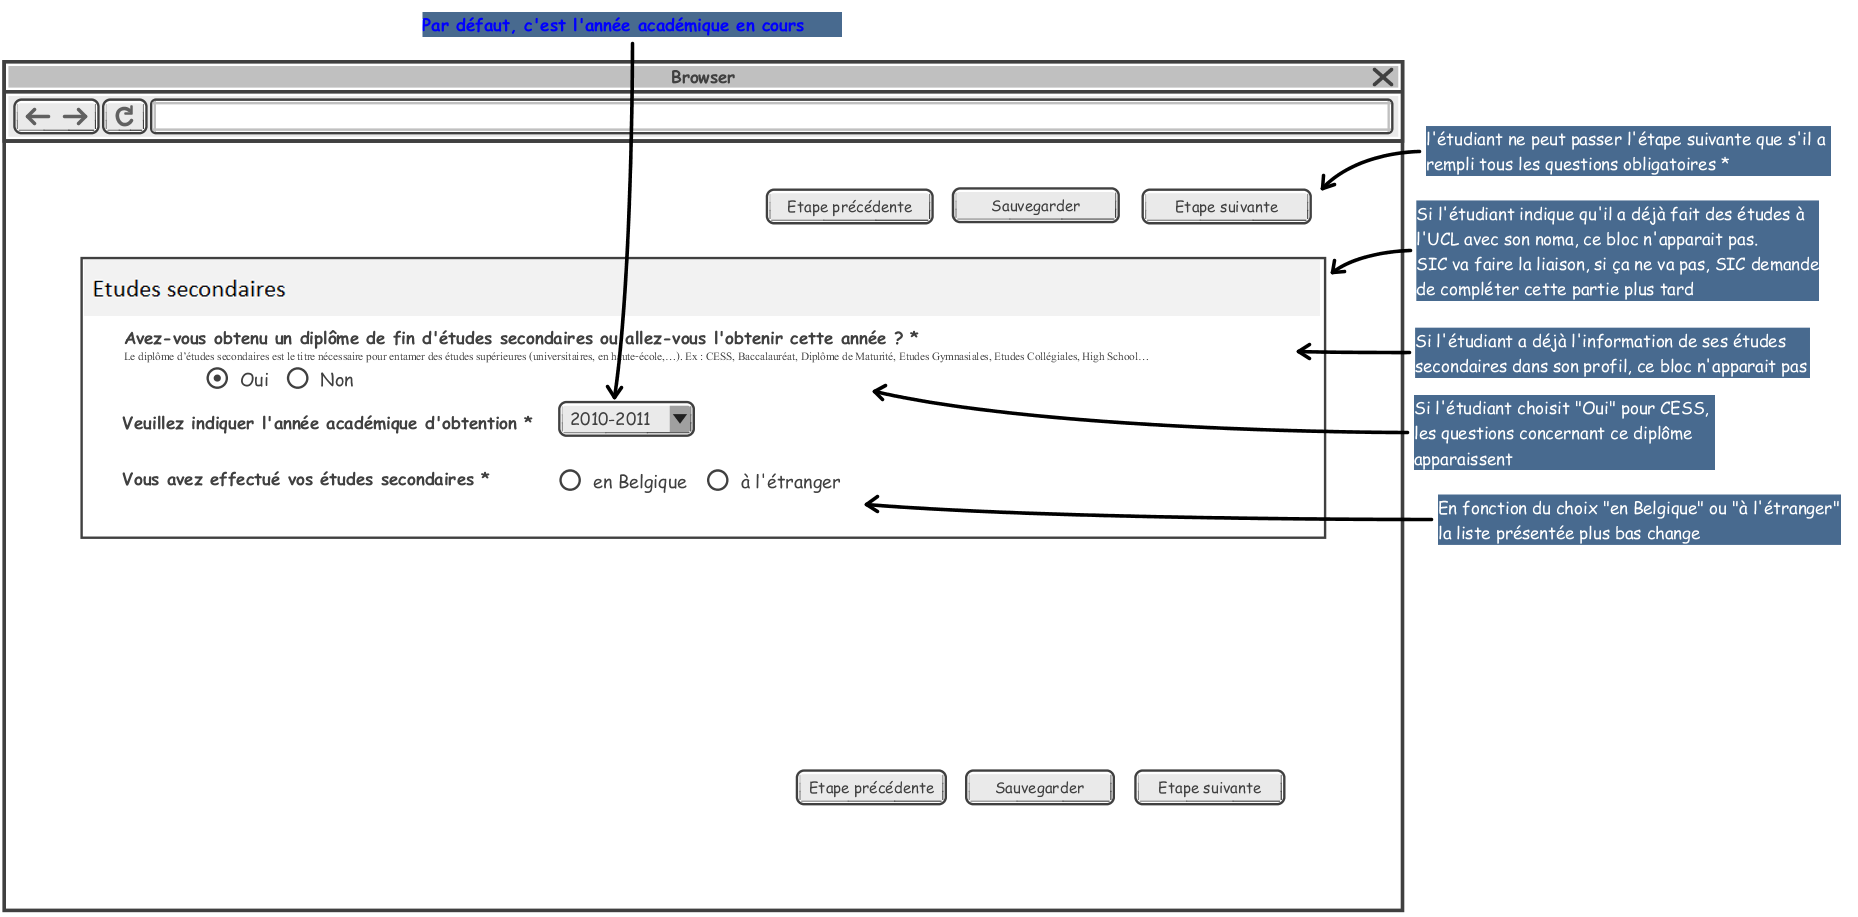 Par défaut, c'est l'année académique en cours
Browser
l'étudiant ne peut passer l'étape suivante que s'il a
rempli tous les questions obligatoires *
Etape précédente
Sauvegarder
Etape suivante
Si l'étudiant indique qu'il a déjà fait des études à
l'UCL avec son noma, ce bloc n'apparait pas.
SIC va faire la liaison, si ça ne va pas, SIC demande
de compléter cette partie plus tard
Etudes secondaires
Avez-vous obtenu un diplôme de fin d'études secondaires ou allez-vous l'obtenir cette année ? *
Le diplôme d'études secondaires est le titre nécessaire pour entamer des études supérieures (universitaires, en haute-école,…). Ex : CESS, Baccalauréat, Diplôme de Maturité, Etudes Gymnasiales, Etudes Collégiales, High School…
Si l'étudiant a déjà l'information de ses études
secondaires dans son profil, ce bloc n'apparait pas
Oui
Non
Si l'étudiant choisit "Oui" pour CESS,
les questions concernant ce diplôme
apparaissent
Veuillez indiquer l'année académique d'obtention *
2010-2011
Vous avez effectué vos études secondaires *
en Belgique
à l'étranger
En fonction du choix "en Belgique" ou "à l'étranger"
la liste présentée plus bas change
Etape précédente
Sauvegarder
Etape suivante